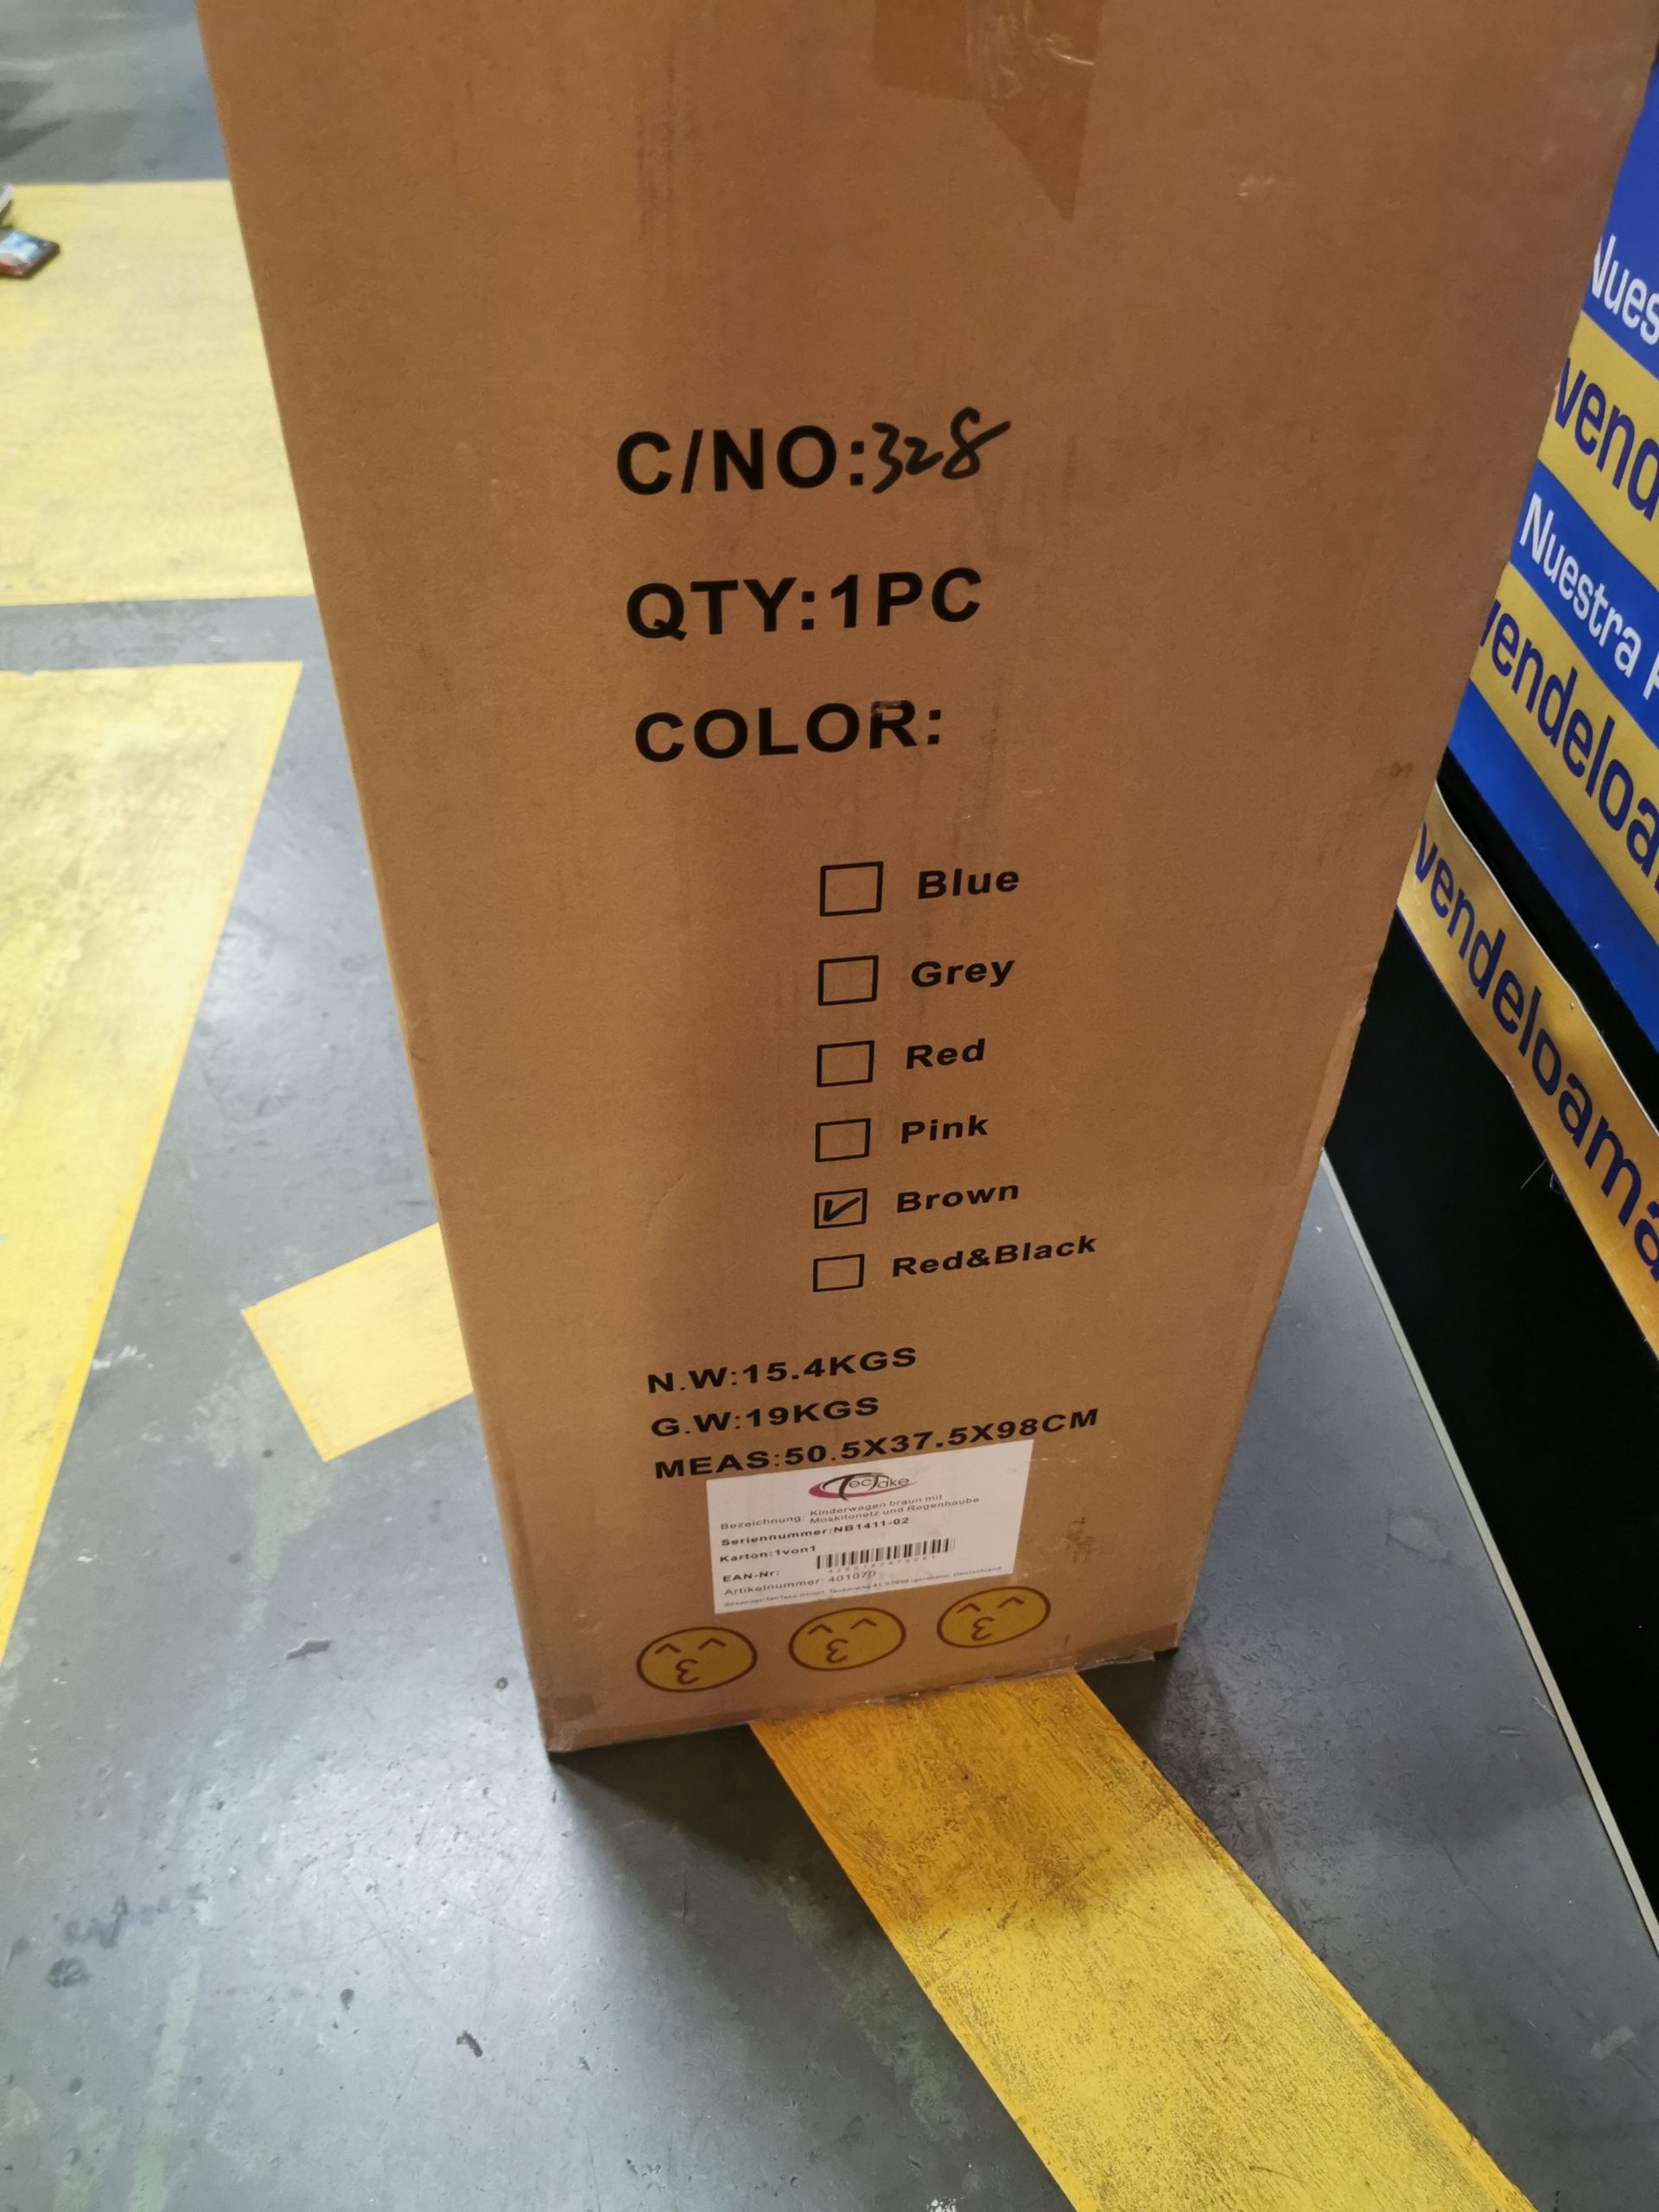 C/NO:328
QTY:1PC
COLOR:
Blue
Grey
Red
Pink
Brown
Red&Black
N.W:15.4KGS
G.W:19KGS
MEAS:50.5X37.5X98CM
TecTake
Bezeichnung: Kinderwagen braun mit
Moskitonetz und Regenhaube
Seriennummer:NB1411-02
Karton:1von1
EAN-Nr:
Artikelnummer: 401070
Nues
vend
Nuestra
vendeloa
vendeloama